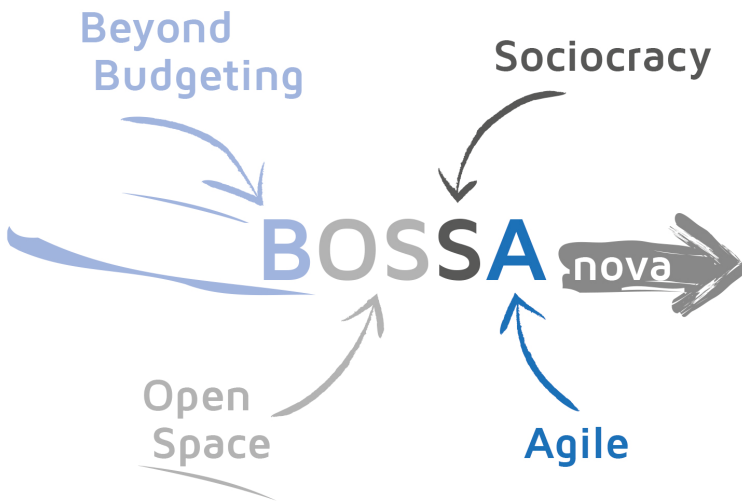 Beyond
Budgeting
Sociocracy
BOSSA
nova
Open
Space
Agile